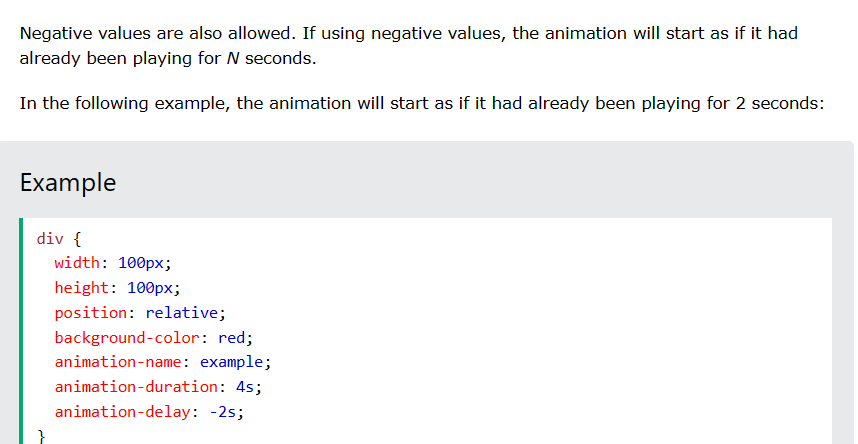 Negative values are also allowed. If using negative values, the animation will start as if it had
already been playing for N seconds.
In the following example, the animation will start as if it had already been playing for 2 seconds:
Example
div {
  width: 100px;
  height: 100px;
  position: relative;
  background-color: red;
  animation-name: example;
  animation-duration: 4s;
  animation-delay: -2s;
}